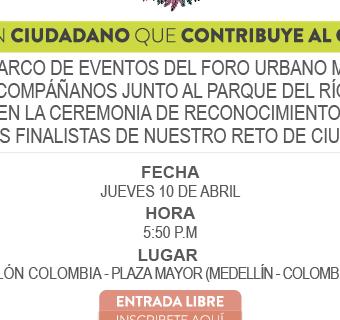 N CIUDADANO QUE CONTRIBUYE AL
ARCO DE EVENTOS DEL FORO URBANO M
COMPÁÑANOS JUNTO AL PARQUE DEL RÍO
EN LA CEREMONIA DE RECONOCIMIENTO
S FINALISTAS DE NUESTRO RETO DE CIU
FECHA
JUEVES 10 DE ABRIL
HORA
5:50 P.M
LUGAR
LÓN COLOMBIA - PLAZA MAYOR (MEDELLÍN - COLOMB
ENTRADA LIBRE
INSCRIBETE AQUÍ